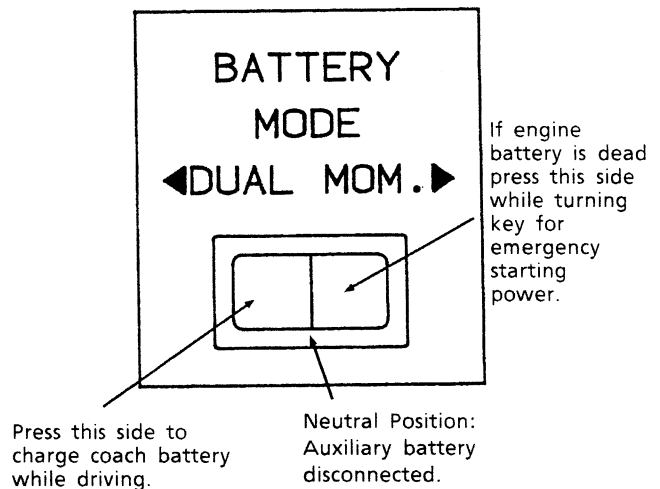 BATTERY
MODE
◀DUAL MOM.▶
If engine
battery is dead
press this side
while turning
key for
emergency
starting
power.
Press this side to
charge coach battery
while driving.
Neutral Position:
Auxiliary battery
disconnected.